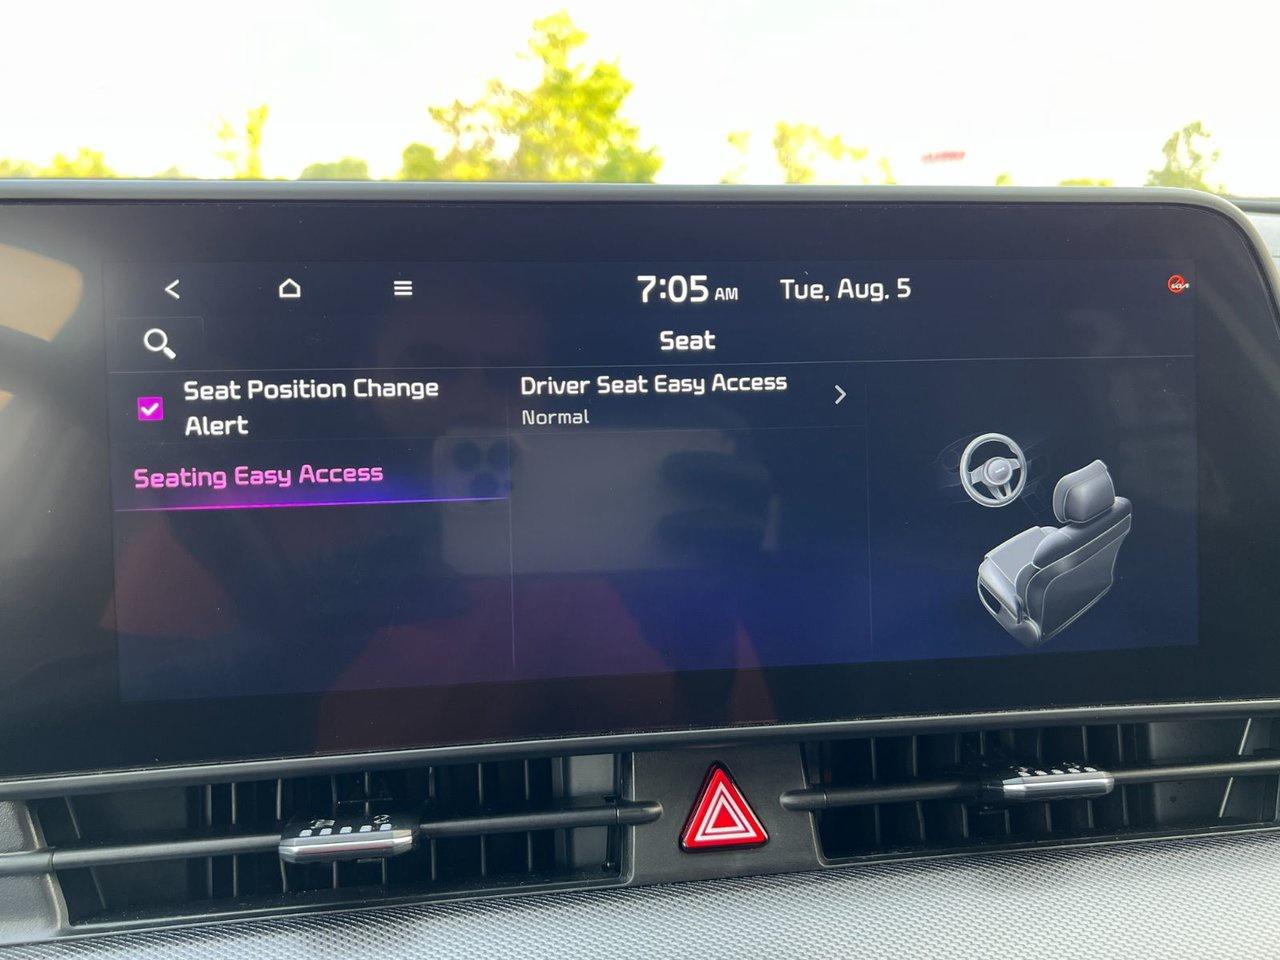 7:05 AM Tue, Aug. 5
Seat
Seat Position Change
Alert
Seating Easy Access
Driver Seat Easy Access
Normal